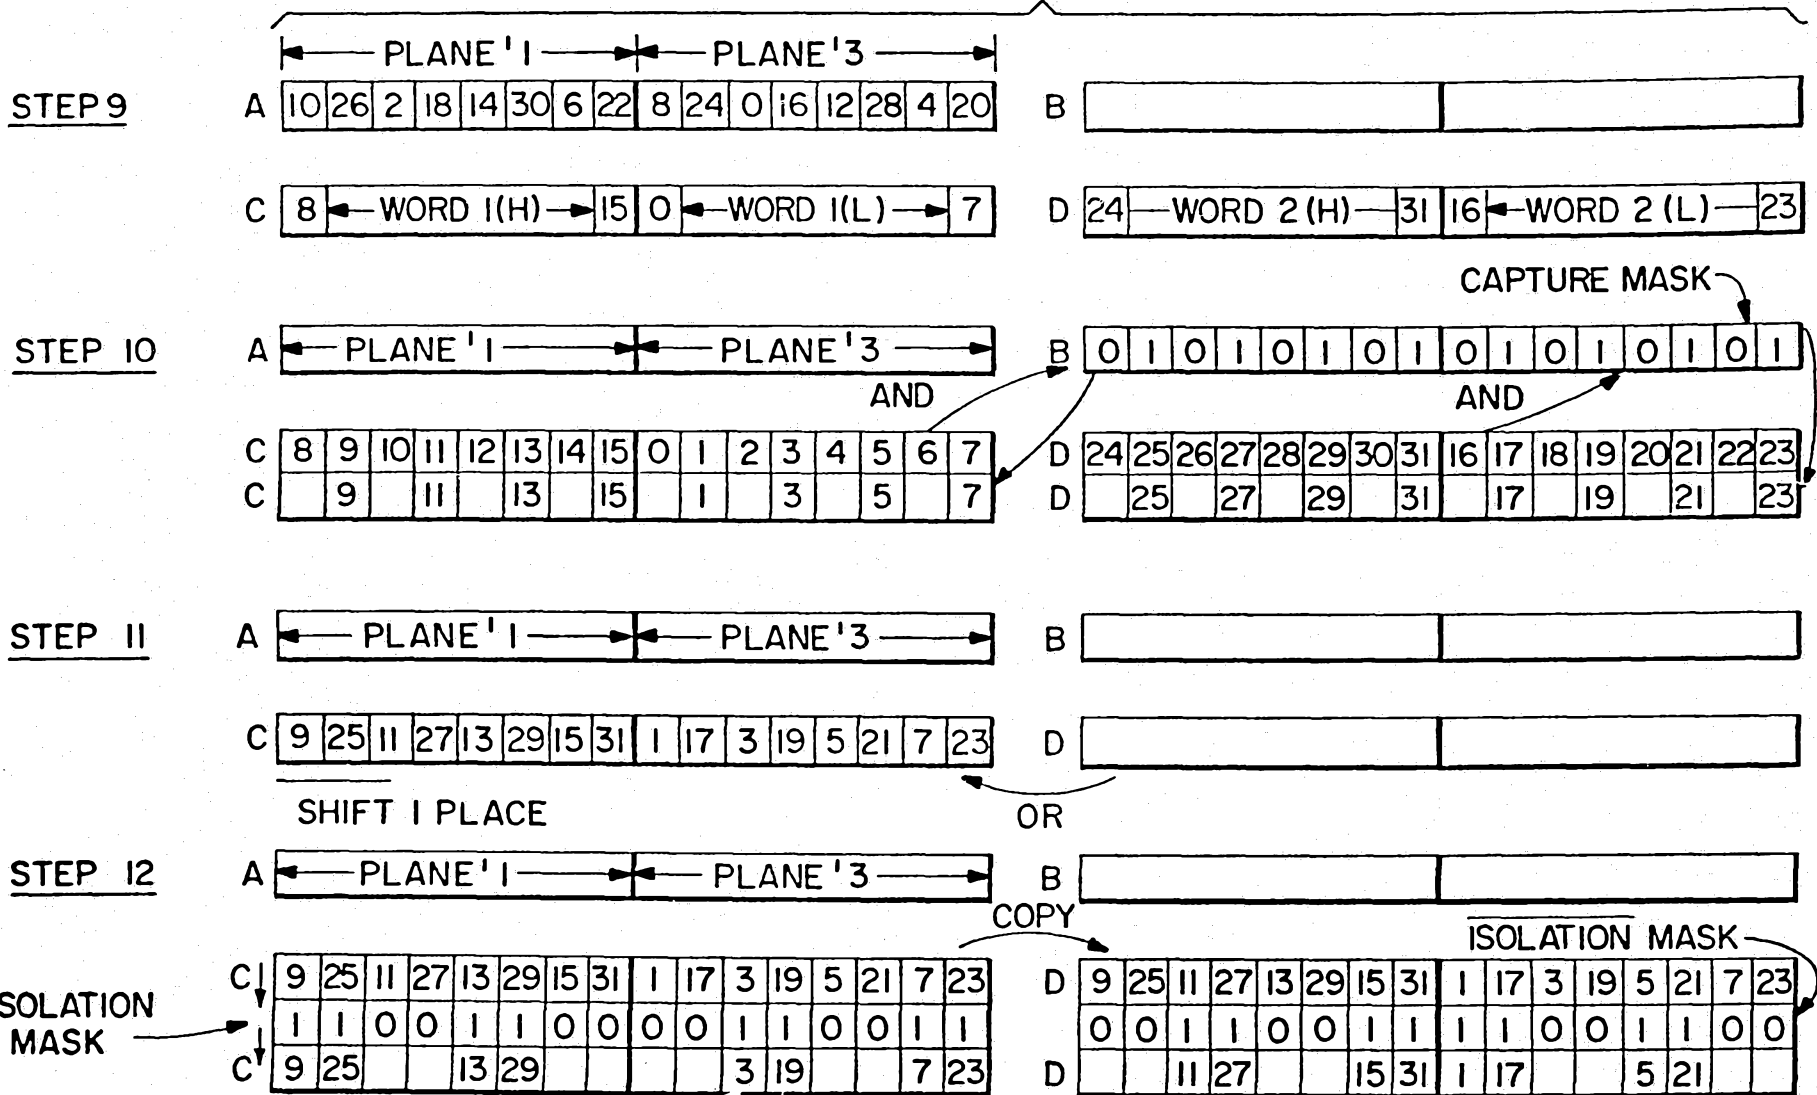 PLANE'1 PLANE'3
STEP 9 A 10 26 2 18 14 30 6 22 8 24 0 16 12 28 4 20 B
C 8 WORD 1(H) 15 0 WORD 1(L) 7 D 24 WORD 2(H) 31 16 WORD 2(L) 23
CAPTURE MASK
STEP 10 A PLANE'1 PLANE'3 B 0 1 0 1 0 1 0 1 0 1 0 1 0 1 0 1
AND AND
C 8 9 10 11 12 13 14 15 0 1 2 3 4 5 6 7 D 24 25 26 27 28 29 30 31 16 17 18 19 20 21 22 23
C 9 11 13 15 1 3 5 7 D 25 27 29 31 17 19 21 23
STEP 11 A PLANE'1 PLANE'3 B
C 9 25 11 27 13 29 15 31 1 17 3 19 5 21 7 23 D
SHIFT 1 PLACE OR
STEP 12 A PLANE'1 PLANE'3 B
COPY ISOLATION MASK
C 9 25 11 27 13 29 15 31 1 17 3 19 5 21 7 23 D 9 25 11 27 13 29 15 31 1 17 3 19 5 21 7 23
SOLATION
MASK 1 1 0 0 1 1 0 0 0 0 1 1 0 0 1 1 0 0 1 1 0 0 1 1 1 1 0 0 1 1 0 0
C 9 25 13 29 3 19 7 23 D 11 27 15 31 1 17 5 21